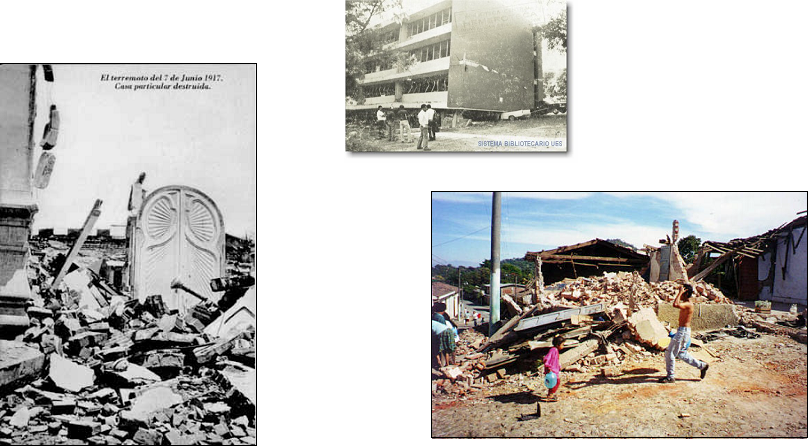 El terremoto del 7 de Junio 1917.
Casa particular destruida.
SISTEMA BIBLIOTECARIO UES